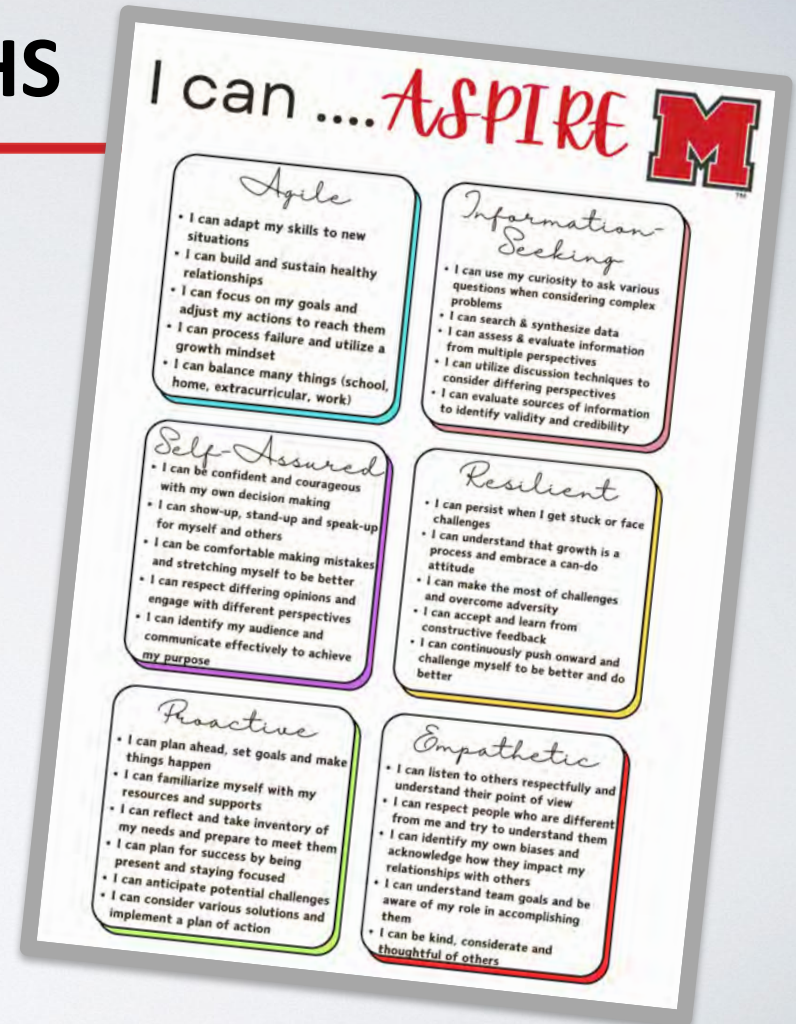 HS
I can .... ASPIRE M
TM
Agile
• I can adapt my skills to new
situations
• I can build and sustain healthy
relationships
• I can focus on my goals and
adjust my actions to reach them
• I can process failure and utilize a
growth mindset
• I can balance many things (school,
home, extracurricular, work)
Information-
Seeking
• I can use my curiosity to ask various
questions when considering complex
problems
• I can search & synthesize data
• I can assess & evaluate information
from multiple perspectives
• I can utilize discussion techniques to
consider differing perspectives
• I can evaluate sources of information
to identify validity and credibility
Self-Assured
• I can be confident and courageous
with my own decision making
• I can show-up, stand-up and speak-up
for myself and others
• I can be comfortable making mistakes
and stretching myself to be better
• I can respect differing opinions and
engage with different perspectives
• I can identify my audience and
communicate effectively to achieve
my purpose
Resilient
• I can persist when I get stuck or face
challenges
• I can understand that growth is a
process and embrace a can-do
attitude
• I can make the most of challenges
and overcome adversity
• I can accept and learn from
constructive feedback
• I can continuously push onward and
challenge myself to be better and do
better
Proactive
• I can plan ahead, set goals and make
things happen
• I can familiarize myself with my
resources and supports
• I can reflect and take inventory of
my needs and prepare to meet them
• I can plan for success by being
present and staying focused
• I can anticipate potential challenges
• I can consider various solutions and
implement a plan of action
Empathetic
• I can listen to others respectfully and
understand their point of view
• I can respect people who are different
from me and try to understand them
• I can identify my own biases and
acknowledge how they impact my
relationships with others
• I can understand team goals and be
aware of my role in accomplishing
them
• I can be kind, considerate and
thoughtful of others